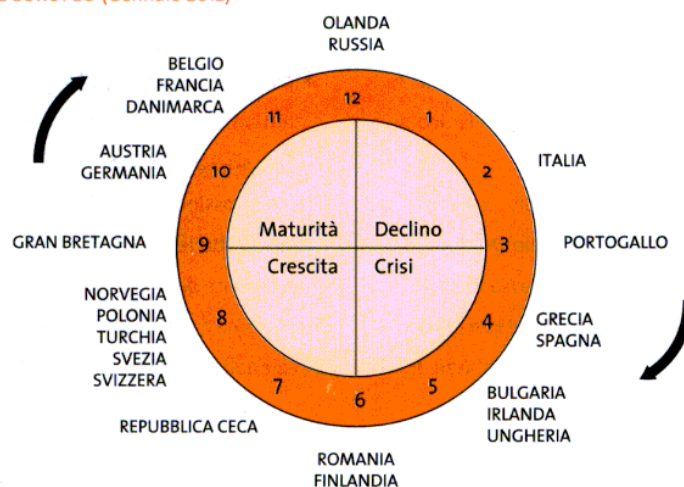 (Gennaio 2012)
OLANDA
RUSSIA
BELGIO
FRANCIA
DANIMARCA
12
11
1
AUSTRIA
GERMANIA
10
2
ITALIA
GRAN BRETAGNA
9
Maturità
Declino
3
PORTOGALLO
Crescita
Crisi
NORVEGIA
POLONIA
TURCHIA
SVEZIA
SVIZZERA
8
4
GRECIA
SPAGNA
7
6
5
BULGARIA
IRLANDA
UNGHERIA
REPUBBLICA CECA
ROMANIA
FINLANDIA